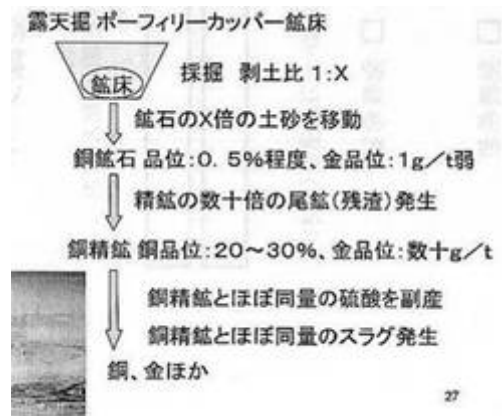 露天掘 ポーフィリーカッパー鉱床
鉱床
採掘 剥土比 1:X
鉱石のX倍の土砂を移動
銅鉱石 品位:0.5%程度、金品位:1g/t弱
精鉱の数十倍の尾鉱(残渣)発生
銅精鉱 銅品位:20~30%、金品位:数十g/t
銅精鉱とほぼ同量の硫酸を副産
銅精鉱とほぼ同量のスラグ発生
銅、金ほか
27